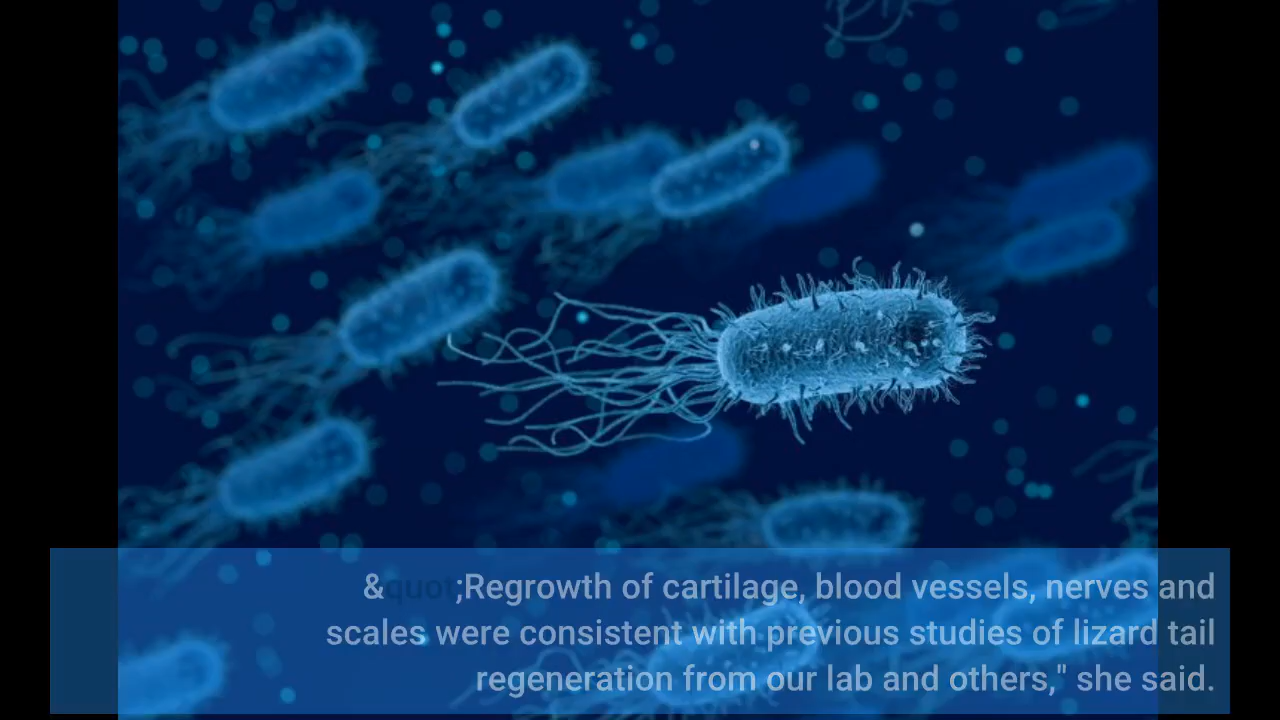 &quot;Regrowth of cartilage, blood vessels, nerves and
scales were consistent with previous studies of lizard tail
regeneration from our lab and others," she said.